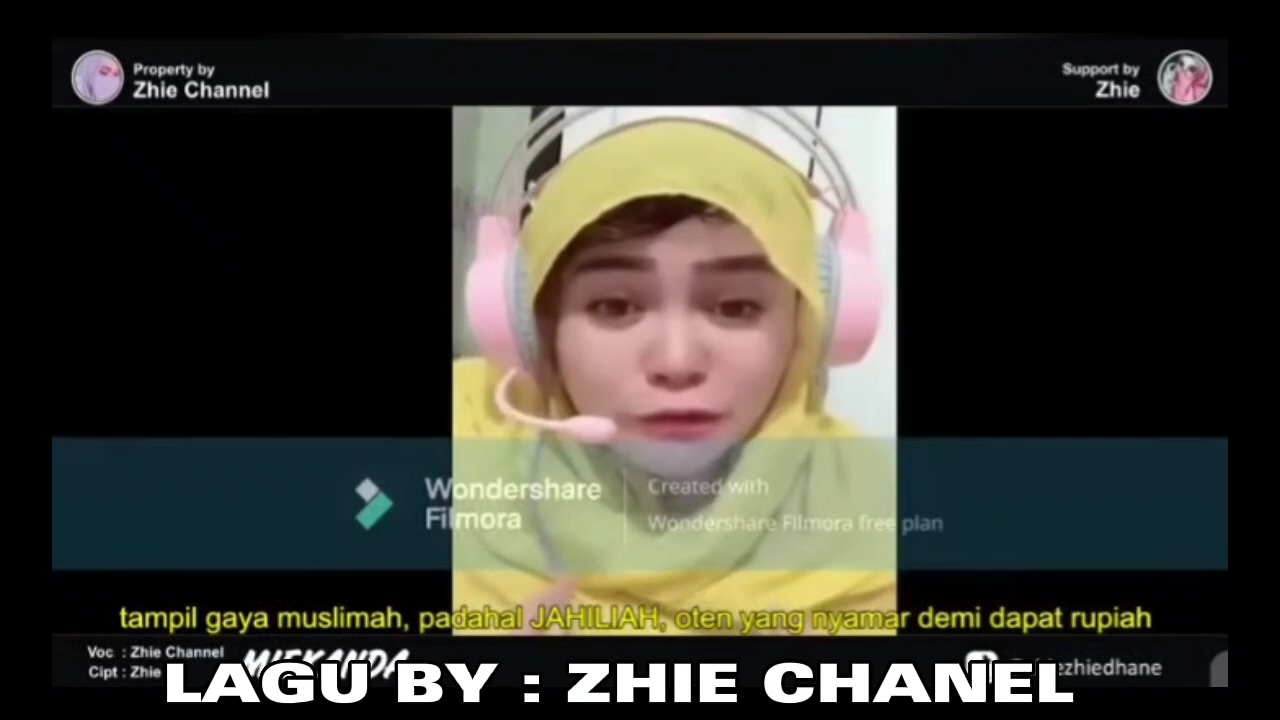 Property by
Zhie Channel
Support by
Zhie
Wondershare
Filmora
Created with
Wondershare Filmora free plan
tampil gaya muslimah, padahal JAHILIAH, oten yang nyamar demi dapat rupiah
Voc : Zhie Channel
Cipt : Zhie
LAGU BY : ZHIE CHANEL